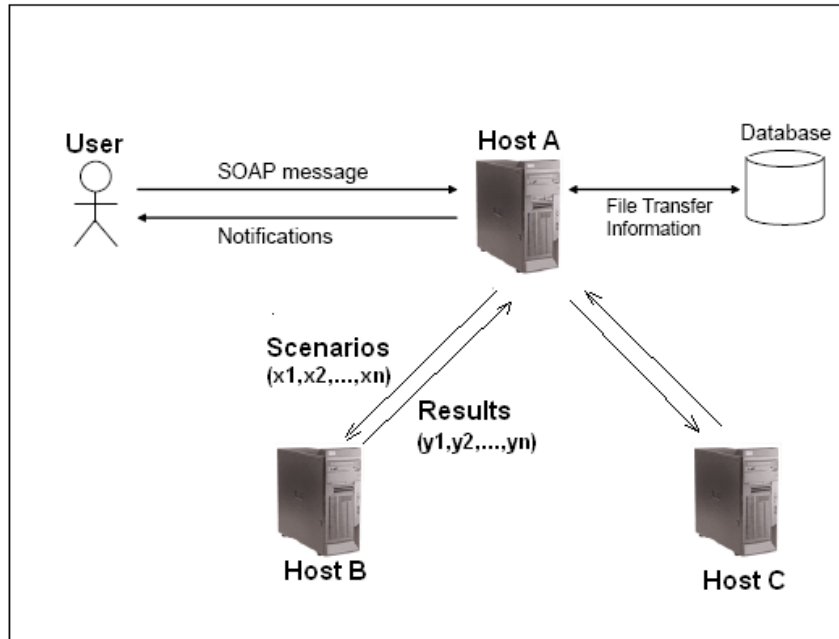 User
SOAP message
Notifications
Host A
Database
File Transfer
Information
Scenarios
(x1,x2,...,xn)
Results
(y1,y2,...,yn)
Host B
Host C